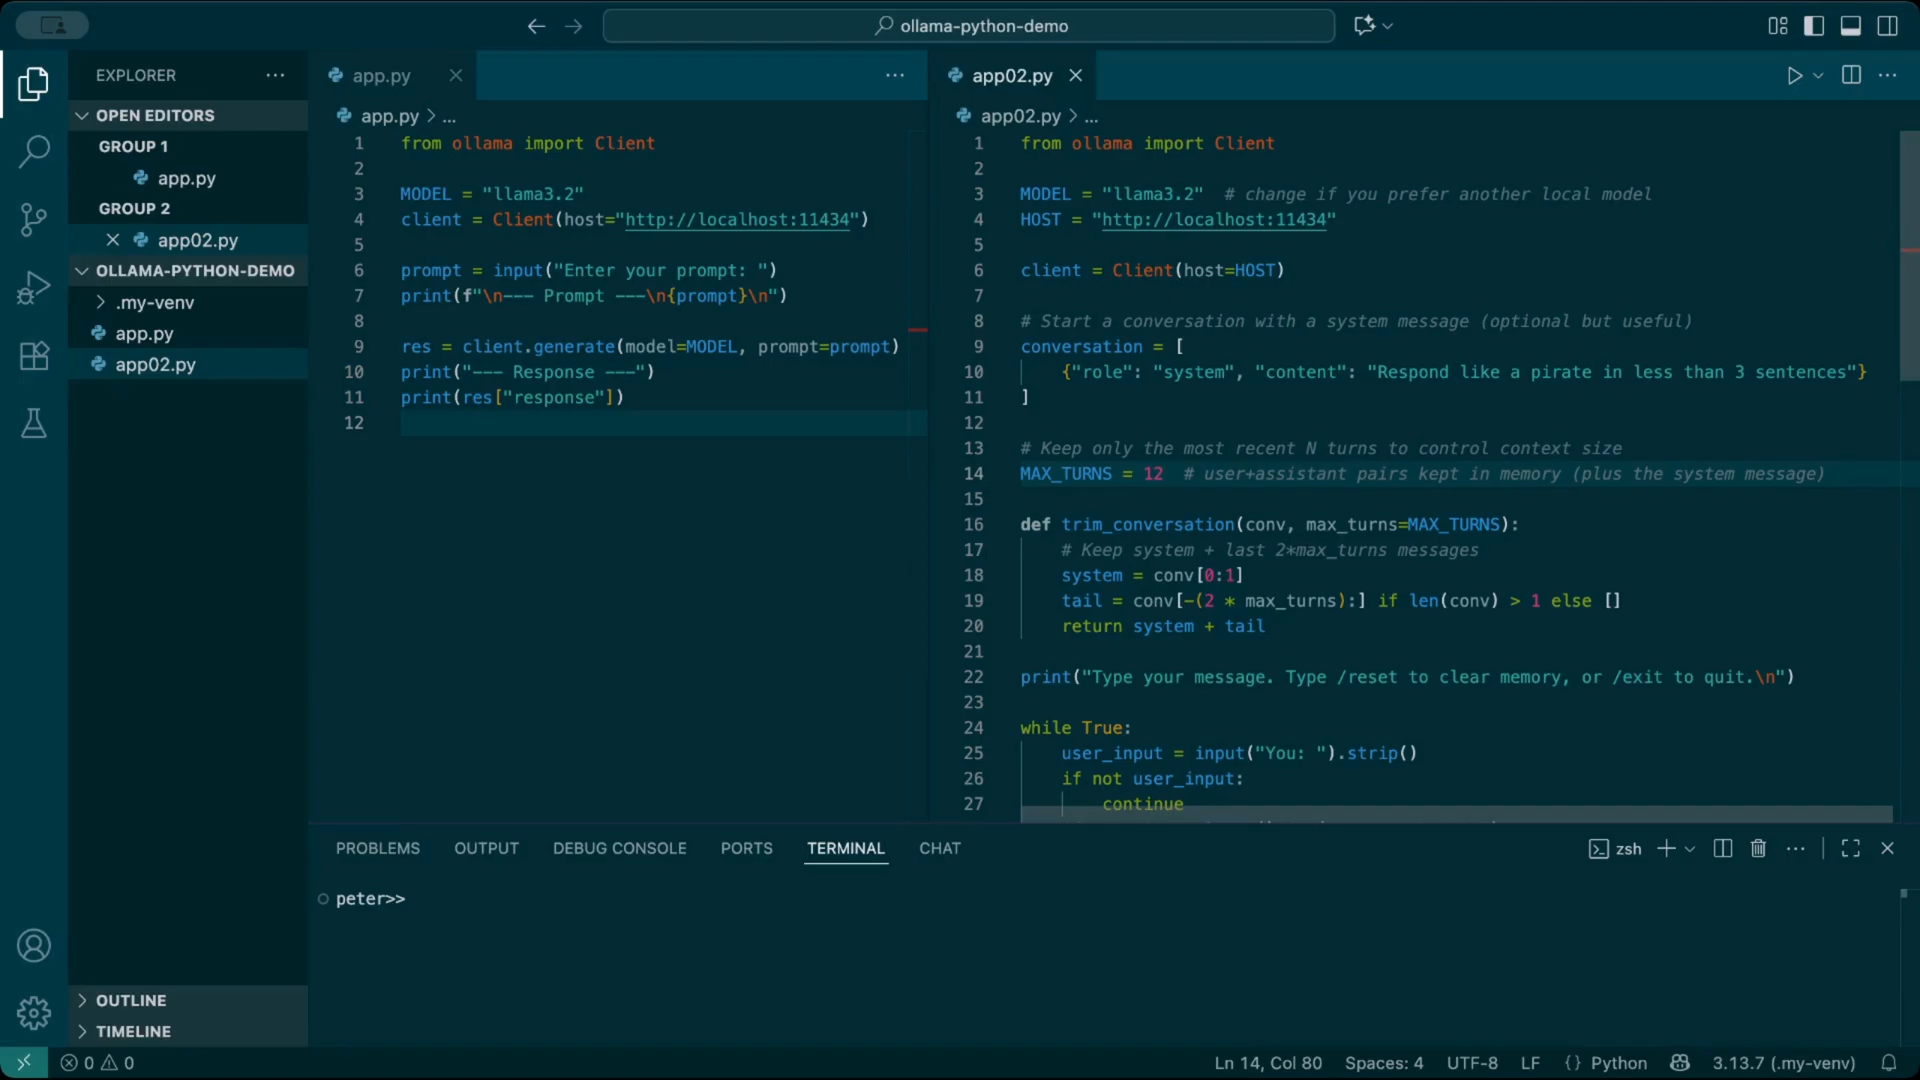 ollama-python-demo
EXPLORER
OPEN EDITORS
GROUP 1
app.py
GROUP 2
app02.py
OLLAMA-PYTHON-DEMO
.my-venv
app.py
app02.py
OUTLINE
TIMELINE
app.py
app.py > ...
1 from ollama import Client
2
3 MODEL = "llama3.2"
4 client = Client(host="http://localhost:11434")
5
6 prompt = input("Enter your prompt: ")
7 print(f"\n--- Prompt ---\n{prompt}\n")
8
9 res = client.generate(model=MODEL, prompt=prompt)
10 print("--- Response ---")
11 print(res["response"])
12
app02.py
app02.py > ...
1 from ollama import Client
2
3 MODEL = "llama3.2"  # change if you prefer another local model
4 HOST = "http://localhost:11434"
5
6 client = Client(host=HOST)
7
8 # Start a conversation with a system message (optional but useful)
9 conversation = [
10     {"role": "system", "content": "Respond like a pirate in less than 3 sentences"}
11 ]
12
13 # Keep only the most recent N turns to control context size
14 MAX_TURNS = 12  # user+assistant pairs kept in memory (plus the system message)
15
16 def trim_conversation(conv, max_turns=MAX_TURNS):
17     # Keep system + last 2*max_turns messages
18     system = conv[0:1]
19     tail = conv[-(2 * max_turns):] if len(conv) > 1 else []
20     return system + tail
21
22 print("Type your message. Type /reset to clear memory, or /exit to quit.\n")
23
24 while True:
25     user_input = input("You: ").strip()
26     if not user_input:
27         continue
PROBLEMS OUTPUT DEBUG CONSOLE PORTS TERMINAL CHAT
zsh
peter>>
0 0
Ln 14, Col 80 Spaces: 4 UTF-8 LF {} Python 3.13.7 (.my-venv)